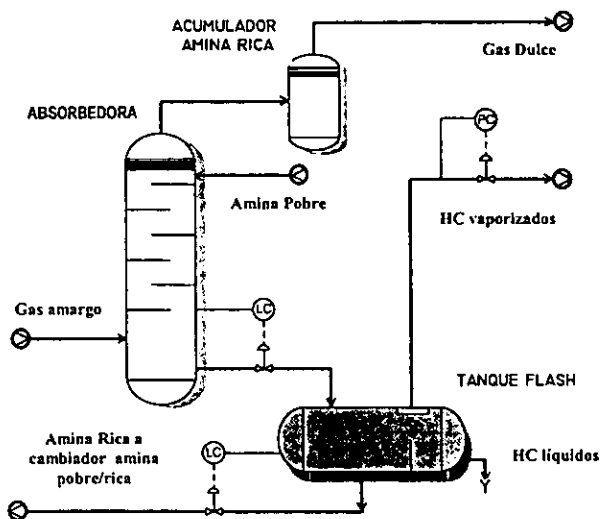 ACUMULADOR
AMINA RICA
Gas Dulce
ABSORBEDORA
PC
Amina Pobre
HC vaporizados
Gas amargo
LC
TANQUE FLASH
Amina Rica a
cambiador amina
pobre/rica
LC
HC líquidos